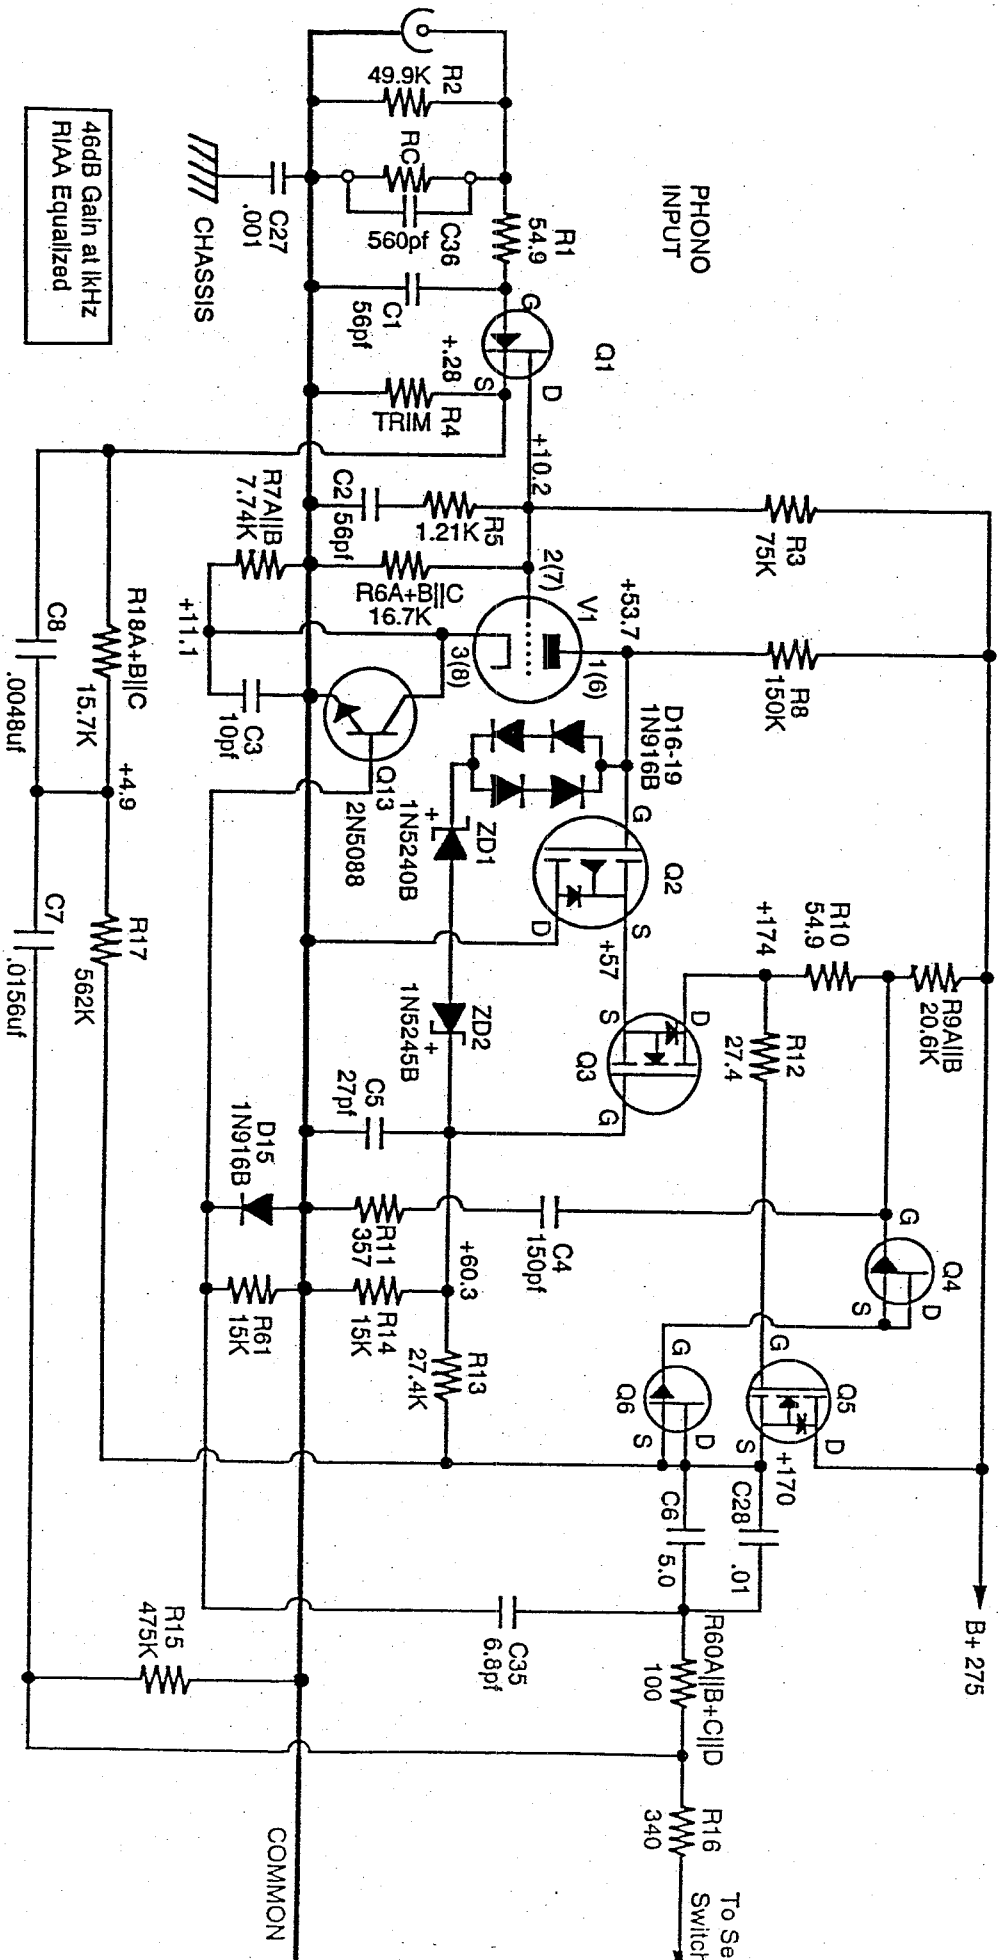 PHONO
INPUT
R2
49.9K
RC
C36
560pf
R1
54.9
C1
56pf
C27
.001
CHASSIS
46dB Gain at lkHz
RIAA Equalized
Q1
G
S
D
+.28
R4
TRIM
+10.2
R3
75K
R5
1.21K
C2 56pf
R7A||B
7.74K
R6A+B||C
16.7K
2(7)
V1
+53.7
1(6)
3(8)
R8
150K
+11.1
C3
10pf
Q13
2N5088
R18A+B||C
15.7K
C8
.0048uf
+4.9
D16-19
1N916B
ZD1
1N5240B
+
G
Q2
S
D
+57
ZD2
1N5245B
+
S
D
Q3
G
+174
R10
54.9
R9A||B
20.6K
R12
27.4
R17
562K
C7
.0156uf
C5
27pf
D15
1N916B
R11
357
C4
150pf
R61
15K
R14
15K
+60.3
R13
27.4K
G
Q4
S
D
G
Q6
S
D
G
Q5
S
D
+170
C28
.01
C6
5.0
C35
6.8pf
R60A||B+C||D
100
B+ 275
R15
475K
R16
340
COMMON
To Se
Switch